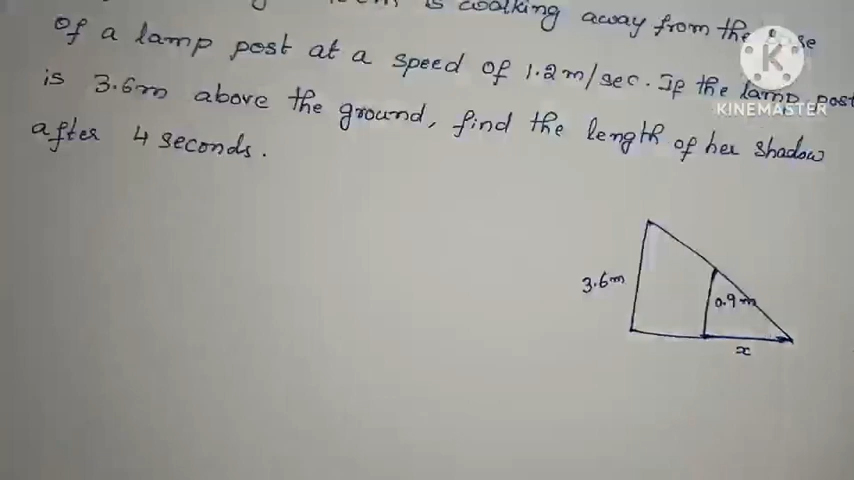 is walking away from the
of a lamp post at a speed of 1.2m/sec. If the lamp post
is 3.6m above the ground, find the length of her shadow
after 4 seconds.
K
KINEMASTER
3.6m
0.9m
x